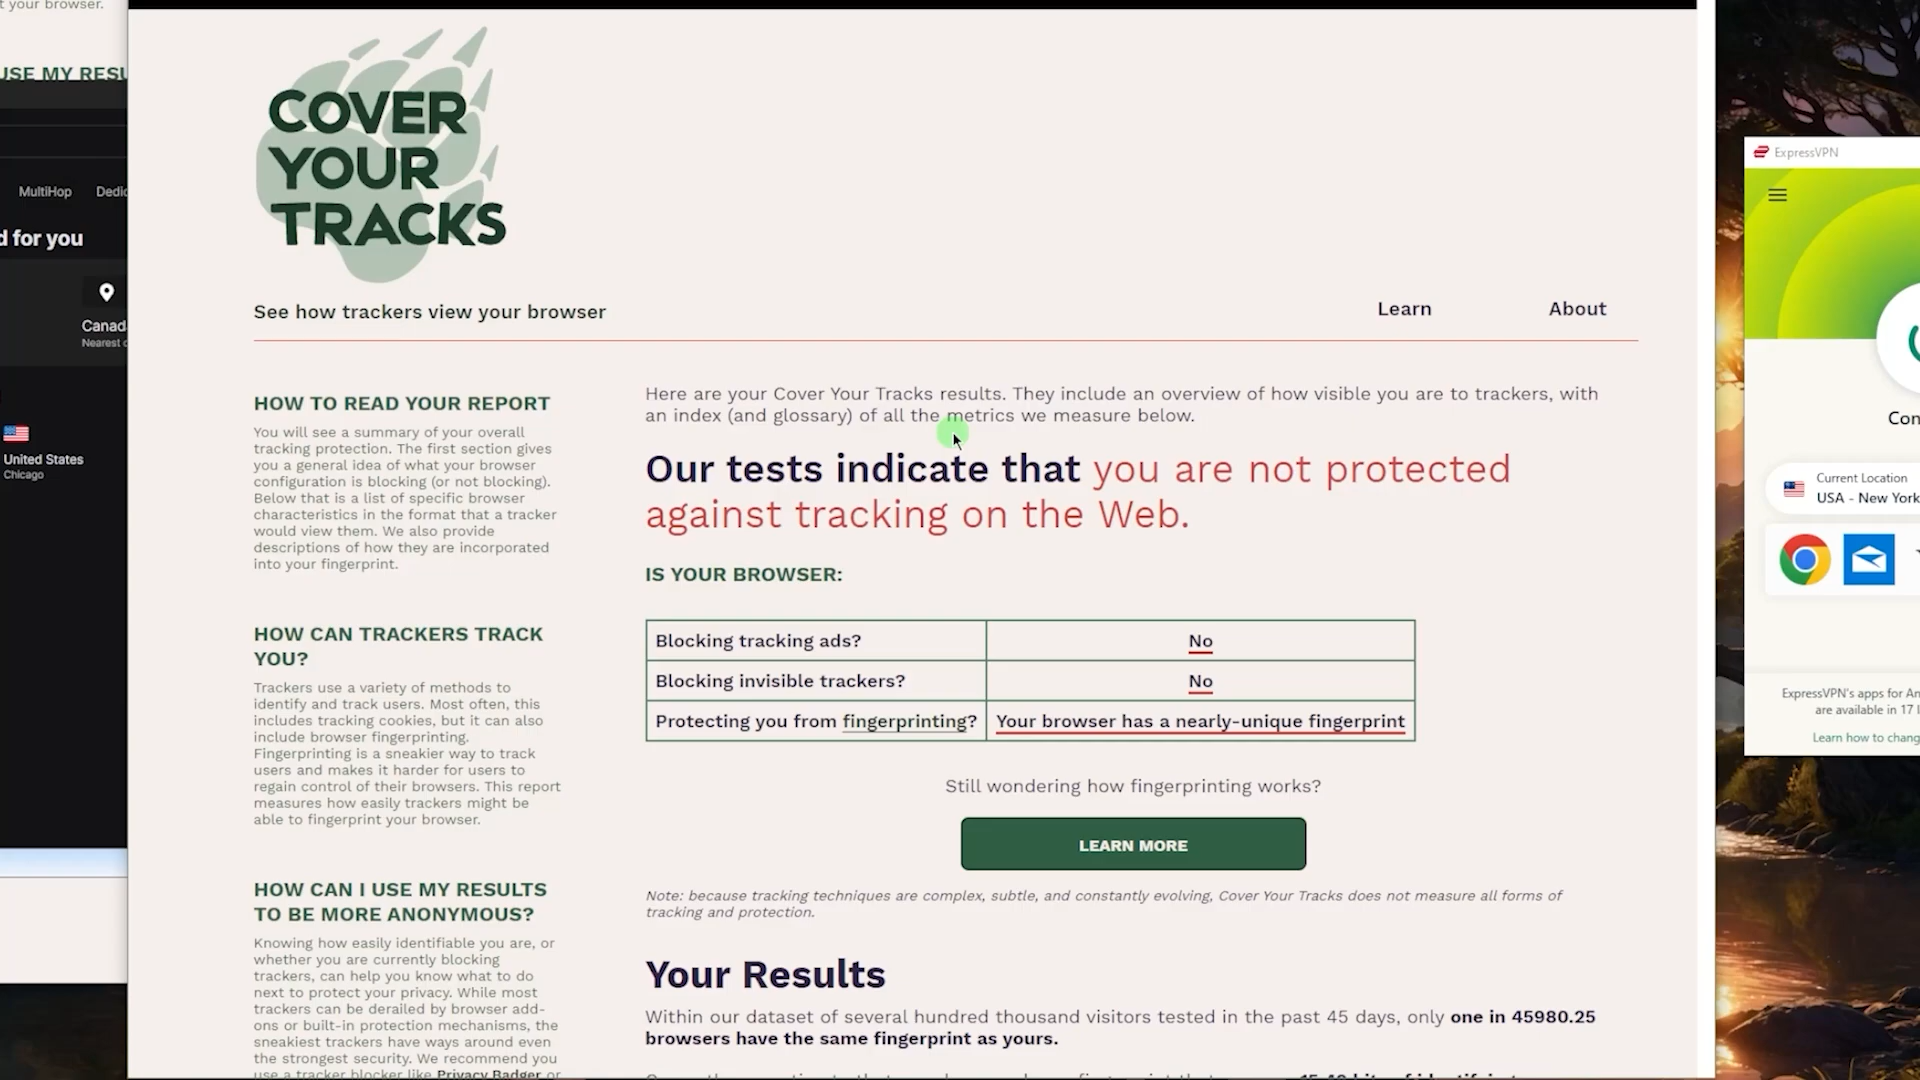 t your browser.
USE MY RESU
MultiHop Dedic
d for you
Canad
Nearest c
United States
Chicago
COVER
YOUR
TRACKS
See how trackers view your browser
Learn
About
HOW TO READ YOUR REPORT
You will see a summary of your overall
tracking protection. The first section gives
you a general idea of what your browser
configuration is blocking (or not blocking).
Below that is a list of specific browser
characteristics in the format that a tracker
would view them. We also provide
descriptions of how they are incorporated
into your fingerprint.
HOW CAN TRACKERS TRACK
YOU?
Trackers use a variety of methods to
identify and track users. Most often, this
includes tracking cookies, but it can also
include browser fingerprinting.
Fingerprinting is a sneakier way to track
users and makes it harder for users to
regain control of their browsers. This report
measures how easily trackers might be
able to fingerprint your browser.
HOW CAN I USE MY RESULTS
TO BE MORE ANONYMOUS?
Knowing how easily identifiable you are, or
whether you are currently blocking
trackers, can help you know what to do
next to protect your privacy. While most
trackers can be derailed by browser add-
ons or built-in protection mechanisms, the
sneakiest trackers have ways around even
the strongest security. We recommend you
use a tracker blocker like Privacy Badger or
Here are your Cover Your Tracks results. They include an overview of how visible you are to trackers, with
an index (and glossary) of all the metrics we measure below.
Our tests indicate that you are not protected
against tracking on the Web.
IS YOUR BROWSER:
Blocking tracking ads? No
Blocking invisible trackers? No
Protecting you from fingerprinting? Your browser has a nearly-unique fingerprint
Still wondering how fingerprinting works?
LEARN MORE
Note: because tracking techniques are complex, subtle, and constantly evolving, Cover Your Tracks does not measure all forms of
tracking and protection.
Your Results
Within our dataset of several hundred thousand visitors tested in the past 45 days, only one in 45980.25
browsers have the same fingerprint as yours.
ExpressVPN
Con
Current Location
USA - New York
ExpressVPN's apps for An
are available in 17 l
Learn how to chang